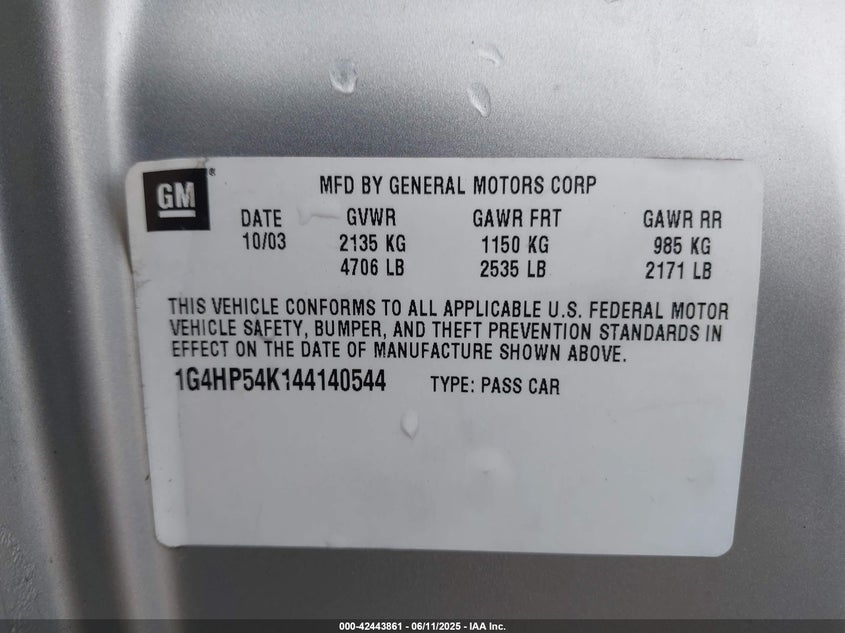 GM®
MFD BY GENERAL MOTORS CORP
DATE GVWR GAWR FRT GAWR RR
10/03 2135 KG 1150 KG 985 KG
4706 LB 2535 LB 2171 LB
THIS VEHICLE CONFORMS TO ALL APPLICABLE U.S. FEDERAL MOTOR
VEHICLE SAFETY, BUMPER, AND THEFT PREVENTION STANDARDS IN
EFFECT ON THE DATE OF MANUFACTURE SHOWN ABOVE.
1G4HP54K144140544 TYPE: PASS CAR
000-42443861 - 06/11/2025 - IAA Inc.